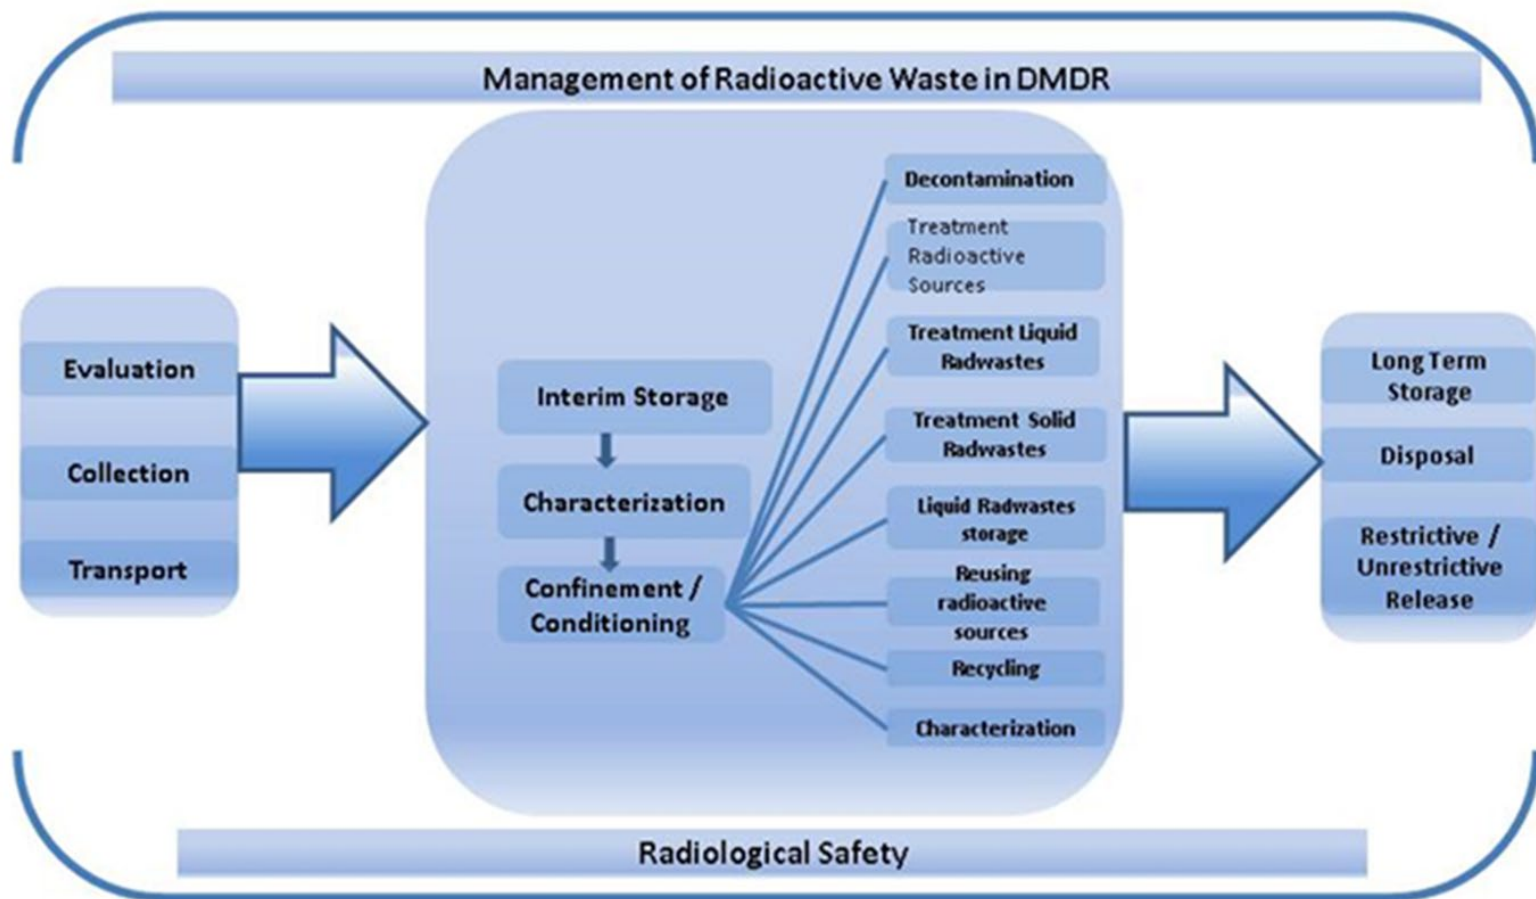 Management of Radioactive Waste in DMDR
Evaluation
Collection
Transport
Interim Storage
Characterization
Confinement /
Conditioning
Decontamination
Treatment
Radioactive
Sources
Treatment Liquid
Radwastes
Treatment Solid
Radwastes
Liquid Radwastes
storage
Reusing
radioactive
sources
Recycling
Characterization
Long Term
Storage
Disposal
Restrictive /
Unrestrictive
Release
Radiological Safety